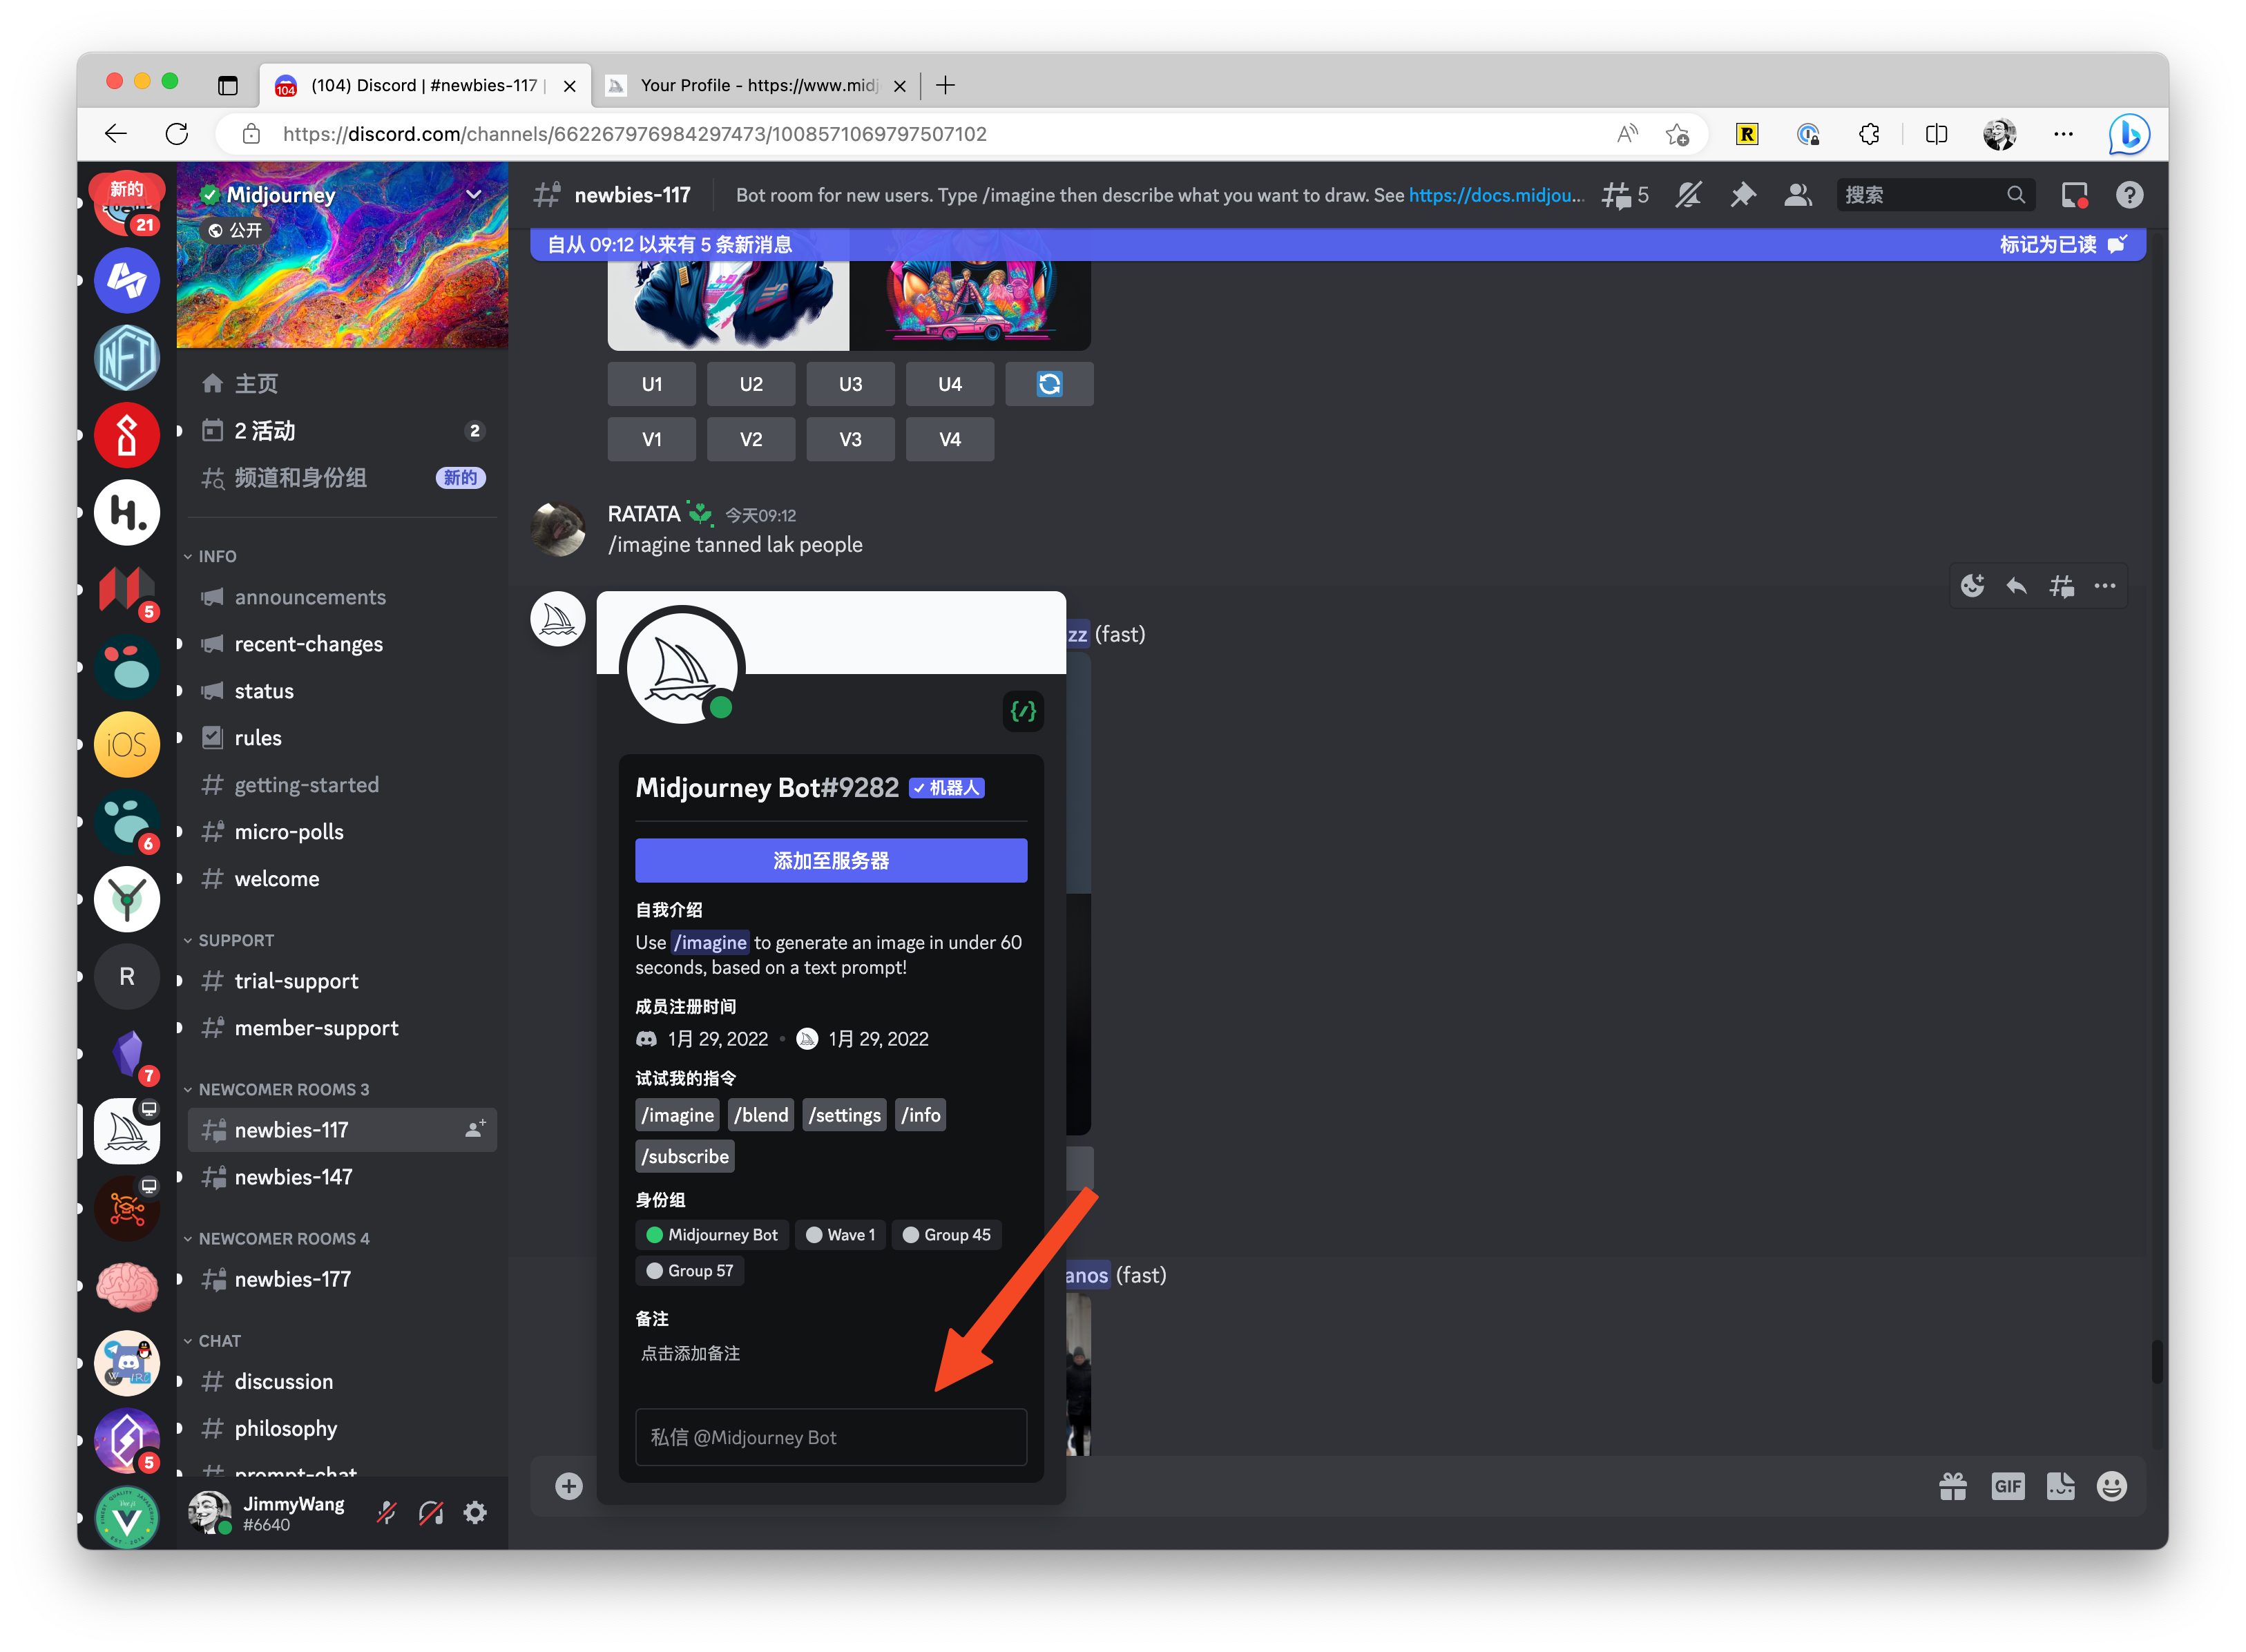 (104) Discord | #newbies-117 |
Your Profile - https://www.midj
https://discord.com/channels/662267976984297473/1008571069797507102
新的
21
NFT
H.
5
iOS
6
R
7
5
Midjourney
公开
主页
2 活动
2
频道和身份组
新的
INFO
announcements
recent-changes
status
rules
getting-started
micro-polls
welcome
SUPPORT
trial-support
member-support
NEWCOMER ROOMS 3
newbies-117
newbies-147
NEWCOMER ROOMS 4
newbies-177
CHAT
discussion
philosophy
prompt-chat
JimmyWang
#6640
newbies-117
Bot room for new users. Type /imagine then describe what you want to draw. See https://docs.midjou...
5
搜索
自从 09:12 以来有 5 条新消息
标记为已读
U1
U2
U3
U4
V1
V2
V3
V4
RATATA
今天09:12
/imagine tanned lak people
zz (fast)
Midjourney Bot#9282
机器人
添加至服务器
自我介绍
Use /imagine to generate an image in under 60
seconds, based on a text prompt!
成员注册时间
1月 29, 2022
1月 29, 2022
试试我的指令
/imagine
/blend
/settings
/info
/subscribe
身份组
Midjourney Bot
Wave 1
Group 45
Group 57
anos (fast)
备注
点击添加备注
私信 @Midjourney Bot
GIF